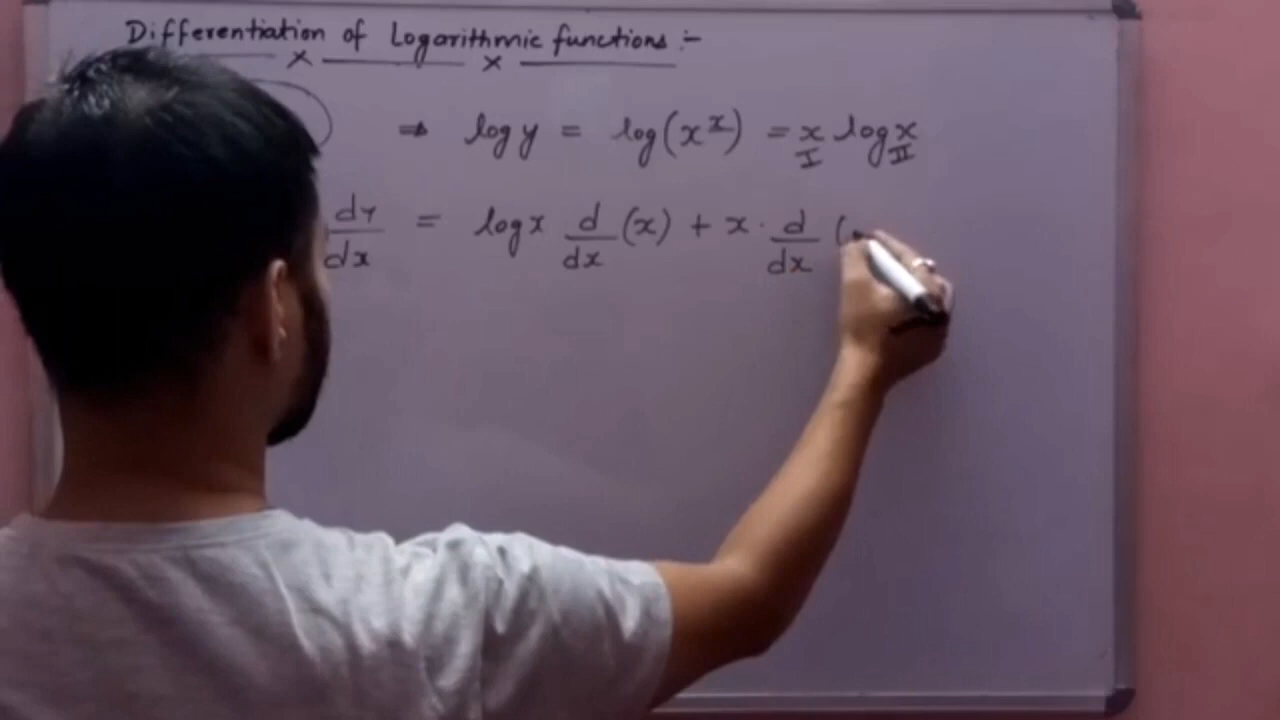 Differentiation of Logarithmic functions :-
⇒ log y = log(x^x) = x log x
I II
dy/dx = log x d/dx (x) + x · d/dx (